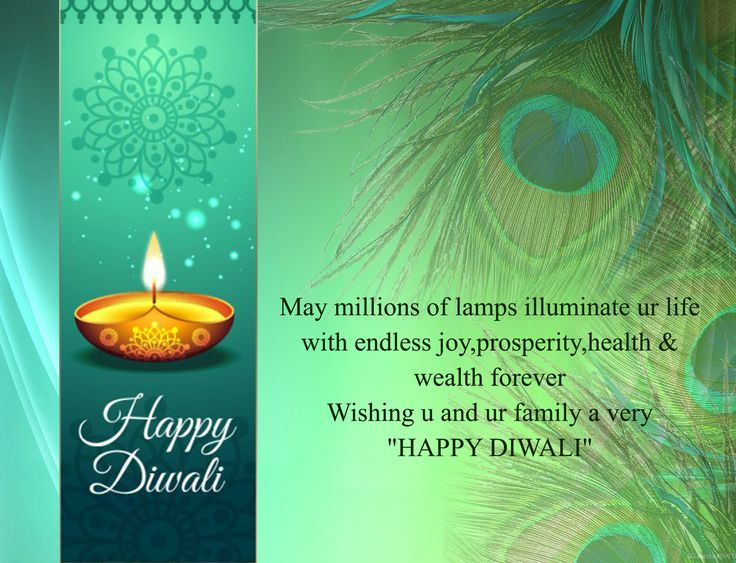 Happy
Diwali
May millions of lamps illuminate ur life
with endless joy,prosperity,health &
wealth forever
Wishing u and ur family a very
"HAPPY DIWALI"